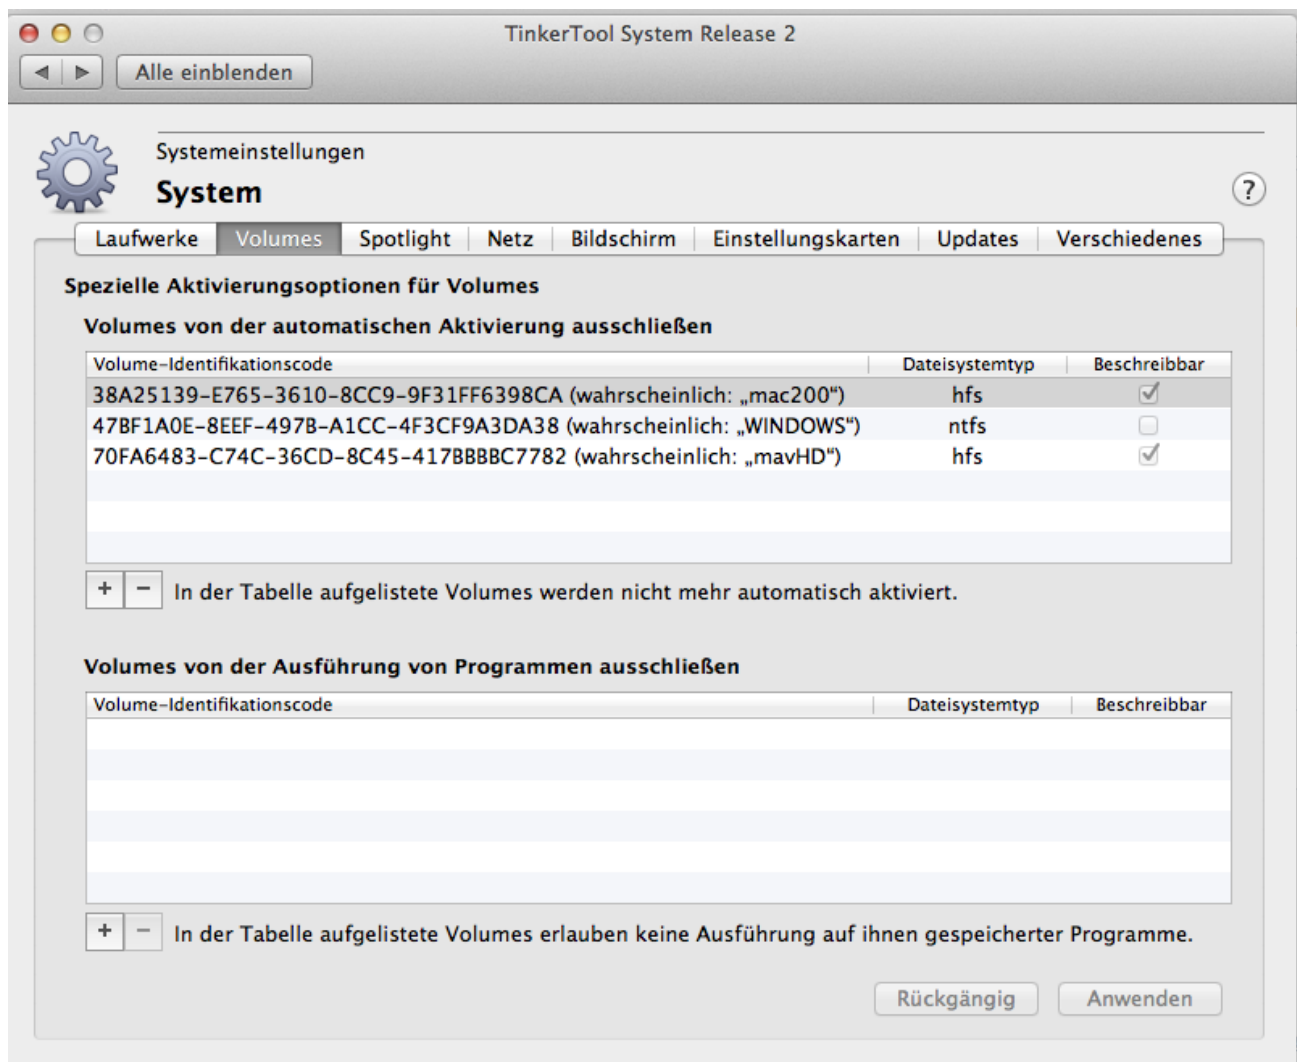 TinkerTool System Release 2
Alle einblenden
Systemeinstellungen
System
?
Laufwerke Volumes Spotlight Netz Bildschirm Einstellungskarten Updates Verschiedenes
Spezielle Aktivierungsoptionen für Volumes
Volumes von der automatischen Aktivierung ausschließen
Volume-Identifikationscode Dateisystemtyp Beschreibbar
38A25139-E765-3610-8CC9-9F31FF6398CA (wahrscheinlich: „mac200“) hfs
47BF1A0E-8EEF-497B-A1CC-4F3CF9A3DA38 (wahrscheinlich: „WINDOWS“) ntfs
70FA6483-C74C-36CD-8C45-417BBBBC7782 (wahrscheinlich: „mavHD“) hfs
+ − In der Tabelle aufgelistete Volumes werden nicht mehr automatisch aktiviert.
Volumes von der Ausführung von Programmen ausschließen
Volume-Identifikationscode Dateisystemtyp Beschreibbar
+ − In der Tabelle aufgelistete Volumes erlauben keine Ausführung auf ihnen gespeicherter Programme.
Rückgängig Anwenden